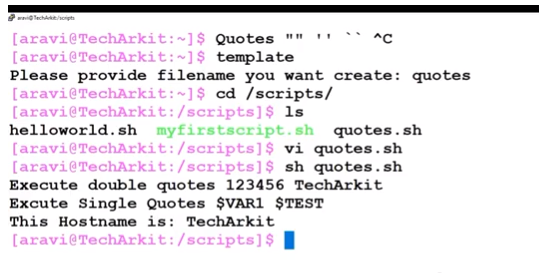 aravi@TechArkit:/scripts
[aravi@TechArkit:~]$ Quotes "" '' `` ^C
[aravi@TechArkit:~]$ template
Please provide filename you want create: quotes
[aravi@TechArkit:~]$ cd /scripts/
[aravi@TechArkit:/scripts]$ ls
helloworld.sh  myfirstscript.sh  quotes.sh
[aravi@TechArkit:/scripts]$ vi quotes.sh
[aravi@TechArkit:/scripts]$ sh quotes.sh
Execute double quotes 123456 TechArkit
Excute Single Quotes $VAR1 $TEST
This Hostname is: TechArkit
[aravi@TechArkit:/scripts]$